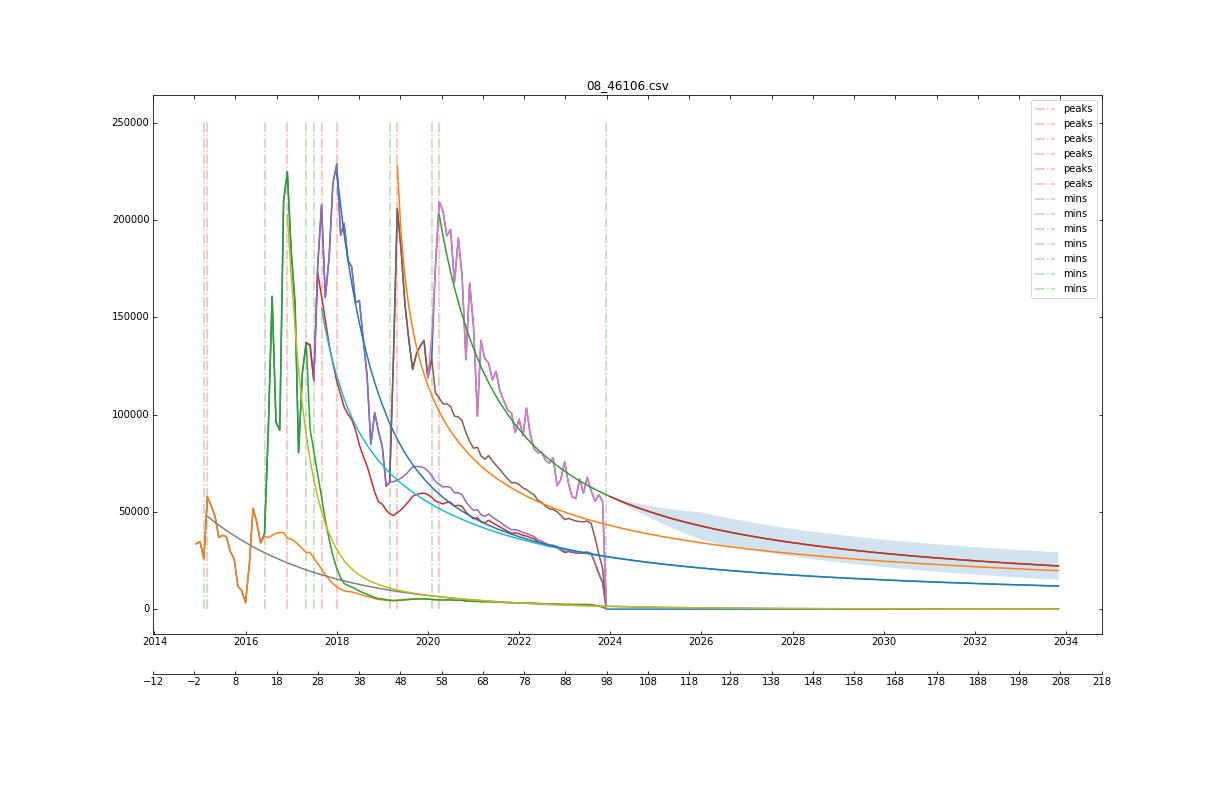 08_46106.csv
250000
200000
150000
100000
50000
0
peaks
peaks
peaks
peaks
peaks
peaks
mins
mins
mins
mins
mins
mins
mins
2014 2016 2018 2020 2022 2024 2026 2028 2030 2032 2034
−12 −2 8 18 28 38 48 58 68 78 88 98 108 118 128 138 148 158 168 178 188 198 208 218